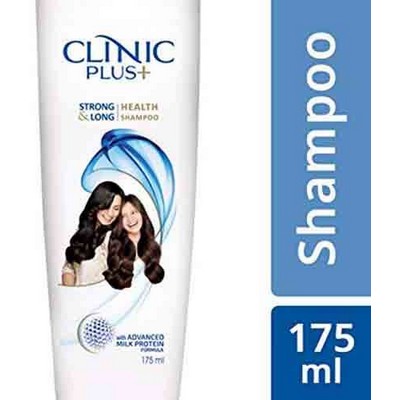 CLINIC
PLUS+
STRONG
& LONG
HEALTH
SHAMPOO
with ADVANCED
MILK PROTEIN
FORMULA
175 ml
Shampoo
175
ml